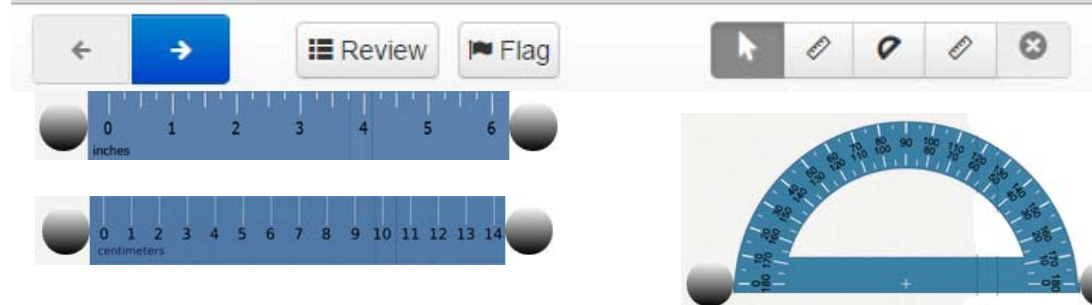 Review Flag
0 1 2 3 4 5 6
inches
0 1 2 3 4 5 6 7 8 9 10 11 12 13 14
centimeters
0 10 20 30 40 50 60 70 80 90 100 110 120 130 140 150 160 170 180
180 170 160 150 140 130 120 110 100 80 70 60 50 40 30 20 10 0